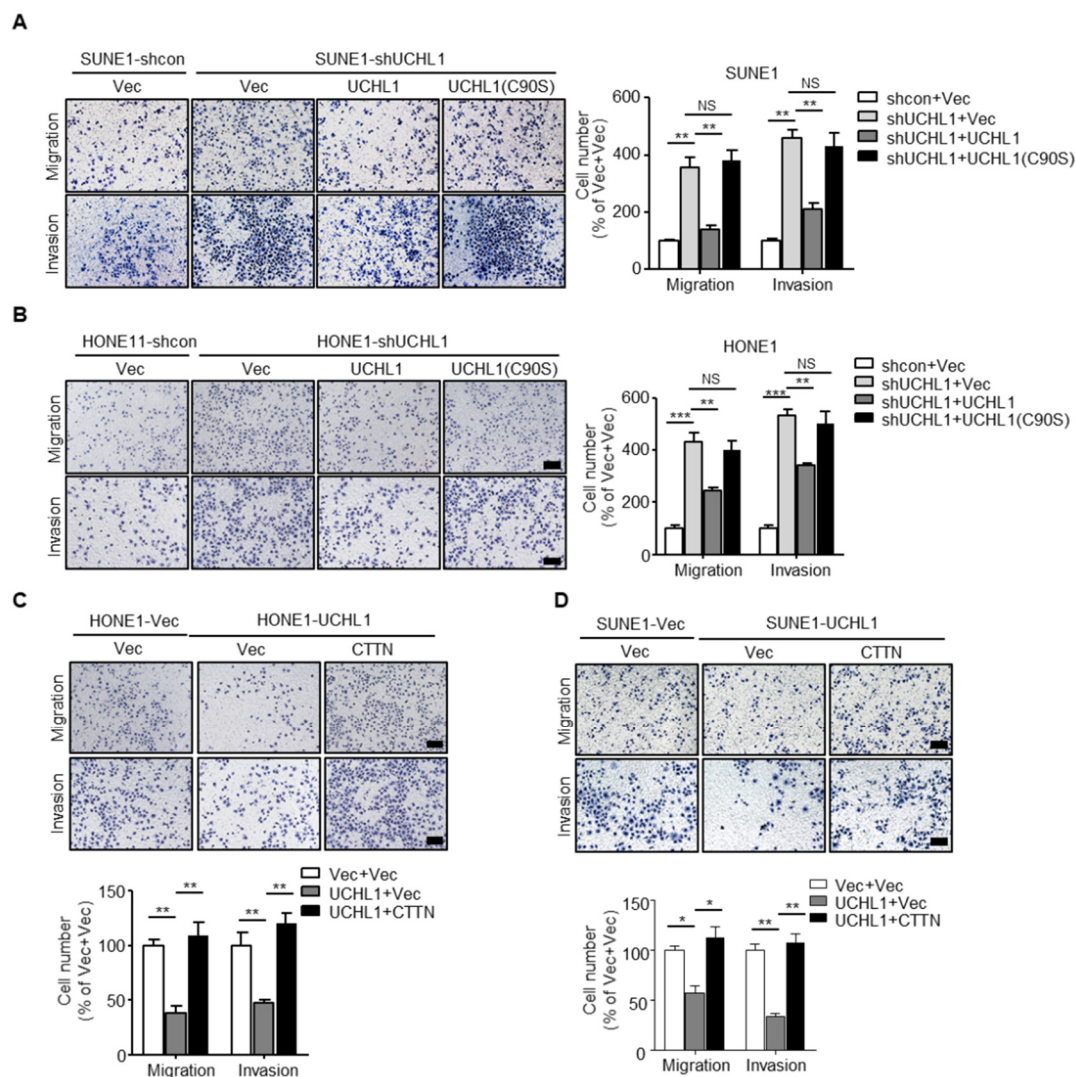 A
SUNE1-shcon SUNE1-shUCHL1
Vec Vec UCHL1 UCHL1(C90S)
Migration
Invasion
SUNE1
600
400
200
0
Cell number
(% of Vec+Vec)
** ** NS
** ** NS
Migration Invasion
shcon+Vec
shUCHL1+Vec
shUCHL1+UCHL1
shUCHL1+UCHL1(C90S)
B
HONE11-shcon HONE1-shUCHL1
Vec Vec UCHL1 UCHL1(C90S)
Migration
Invasion
HONE1
600
400
200
0
Cell number
(% of Vec+Vec)
*** ** NS
*** ** NS
Migration Invasion
shcon+Vec
shUCHL1+Vec
shUCHL1+UCHL1
shUCHL1+UCHL1(C90S)
C
HONE1-Vec HONE1-UCHL1
Vec Vec CTTN
Migration
Invasion
150
100
50
0
Cell number
(% of Vec+Vec)
** ** ** **
Migration Invasion
Vec+Vec
UCHL1+Vec
UCHL1+CTTN
D
SUNE1-Vec SUNE1-UCHL1
Vec Vec CTTN
Migration
Invasion
150
100
50
0
Cell number
(% of Vec+Vec)
* * ** **
Migration Invasion
Vec+Vec
UCHL1+Vec
UCHL1+CTTN